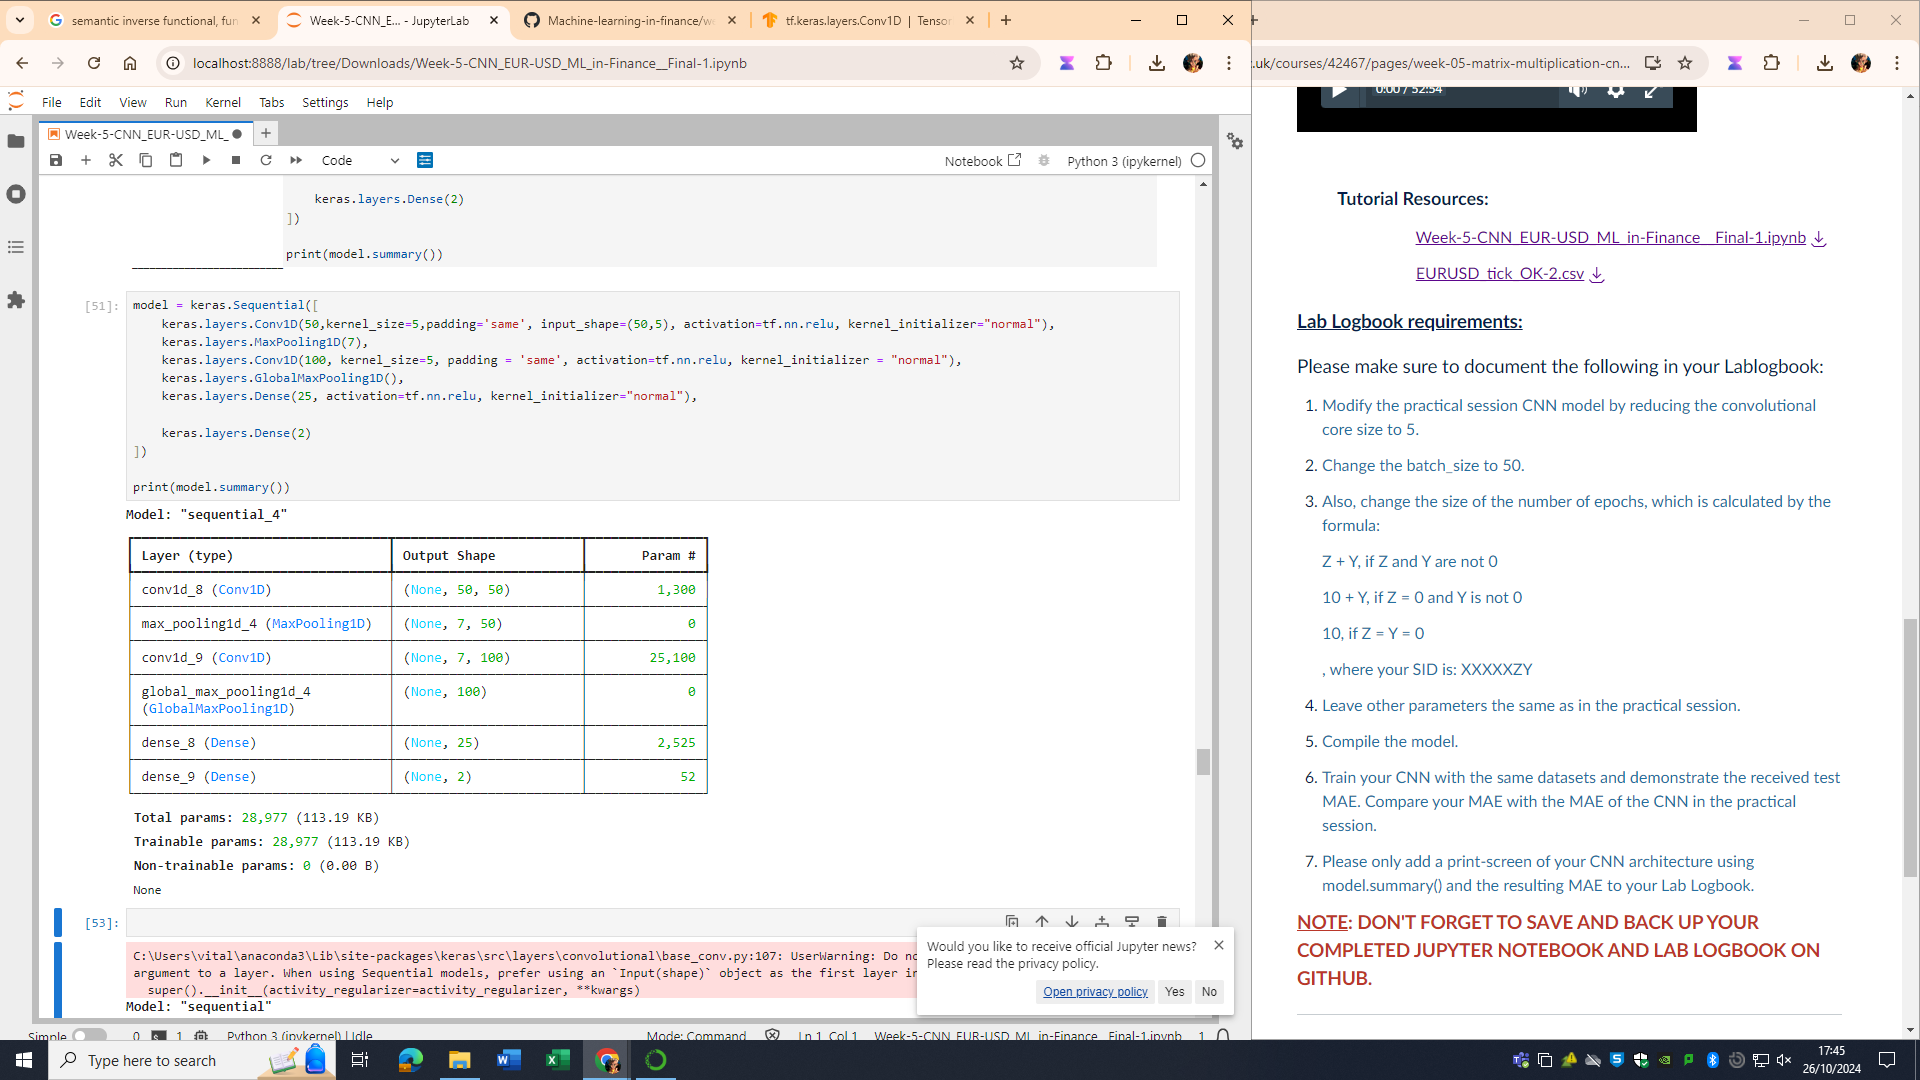 semantic inverse functional, fun
Week-5-CNN_E... - JupyterLab
Machine-learning-in-finance/we
tf.keras.layers.Conv1D | Tensor
localhost:8888/lab/tree/Downloads/Week-5-CNN_EUR-USD_ML_in-Finance__Final-1.ipynb
.uk/courses/42467/pages/week-05-matrix-multiplication-cn...
File Edit View Run Kernel Tabs Settings Help
Week-5-CNN_EUR-USD_ML_
Code
Notebook
Python 3 (ipykernel)
keras.layers.Dense(2)
])
print(model.summary())
[51]:
model = keras.Sequential([
keras.layers.Conv1D(50,kernel_size=5,padding='same', input_shape=(50,5), activation=tf.nn.relu, kernel_initializer="normal"),
keras.layers.MaxPooling1D(7),
keras.layers.Conv1D(100, kernel_size=5, padding = 'same', activation=tf.nn.relu, kernel_initializer = "normal"),
keras.layers.GlobalMaxPooling1D(),
keras.layers.Dense(25, activation=tf.nn.relu, kernel_initializer="normal"),
keras.layers.Dense(2)
])
print(model.summary())
Model: "sequential_4"
Layer (type) Output Shape Param #
conv1d_8 (Conv1D) (None, 50, 50) 1,300
max_pooling1d_4 (MaxPooling1D) (None, 7, 50) 0
conv1d_9 (Conv1D) (None, 7, 100) 25,100
global_max_pooling1d_4 (None, 100) 0
(GlobalMaxPooling1D)
dense_8 (Dense) (None, 25) 2,525
dense_9 (Dense) (None, 2) 52
Total params: 28,977 (113.19 KB)
Trainable params: 28,977 (113.19 KB)
Non-trainable params: 0 (0.00 B)
None
[53]:
C:\Users\vital\anaconda3\Lib\site-packages\keras\src\layers\convolutional\base_conv.py:107: UserWarning: Do no
argument to a layer. When using Sequential models, prefer using an `Input(shape)` object as the first layer in
super().__init__(activity_regularizer=activity_regularizer, **kwargs)
Model: "sequential"
Would you like to receive official Jupyter news?
Please read the privacy policy.
Open privacy policy Yes No
Simple 0 1 Python 3 (ipykernel) | Idle Mode: Command Ln 1, Col 1 Week-5-CNN_EUR-USD_ML_in-Finance__Final-1.ipynb 1
0:00 / 52:54
Tutorial Resources:
Week-5-CNN_EUR-USD_ML_in-Finance__Final-1.ipynb
EURUSD_tick_OK-2.csv
Lab Logbook requirements:
Please make sure to document the following in your Lablogbook:
1. Modify the practical session CNN model by reducing the convolutional
core size to 5.
2. Change the batch_size to 50.
3. Also, change the size of the number of epochs, which is calculated by the
formula:
Z + Y, if Z and Y are not 0
10 + Y, if Z = 0 and Y is not 0
10, if Z = Y = 0
, where your SID is: XXXXXZY
4. Leave other parameters the same as in the practical session.
5. Compile the model.
6. Train your CNN with the same datasets and demonstrate the received test
MAE. Compare your MAE with the MAE of the CNN in the practical
session.
7. Please only add a print-screen of your CNN architecture using
model.summary() and the resulting MAE to your Lab Logbook.
NOTE: DON'T FORGET TO SAVE AND BACK UP YOUR
COMPLETED JUPYTER NOTEBOOK AND LAB LOGBOOK ON
GITHUB.
Type here to search
17:45
26/10/2024